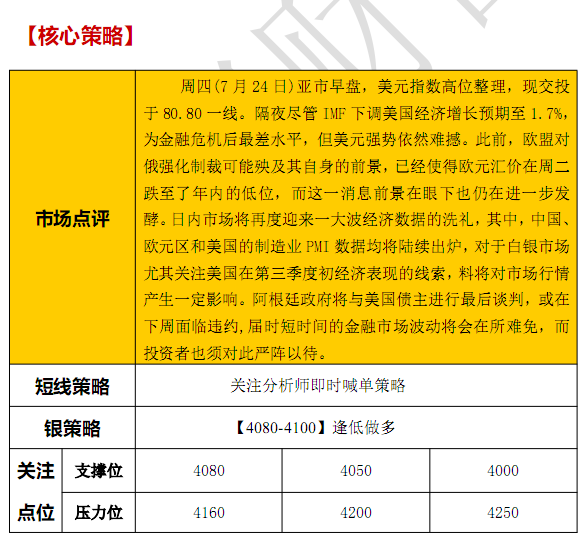 【核心策略】
周四(7月24日)亚市早盘，美元指数高位整理，现交投
于80.80一线。隔夜尽管IMF下调美国经济增长预期至1.7%，
为金融危机后最差水平，但美元强势依然难撼。此前，欧盟对
俄强化制裁可能殃及其自身的前景，已经使得欧元汇价在周二
跌至了年内的低位，而这一消息前景在眼下也仍在进一步发
酵。日内市场将再度迎来一大波经济数据的洗礼，其中，中国、
欧元区和美国的制造业PMI数据均将陆续出炉，对于白银市场
尤其关注美国在第三季度初经济表现的线索，料将对市场行情
产生一定影响。阿根廷政府将与美国债主进行最后谈判，或在
下周面临违约,届时短时间的金融市场波动将会在所难免，而
投资者也须对此严阵以待。
市场点评
短线策略 关注分析师即时喊单策略
银策略 【4080-4100】逢低做多
关注 支撑位 4080 4050 4000
点位 压力位 4160 4200 4250
财